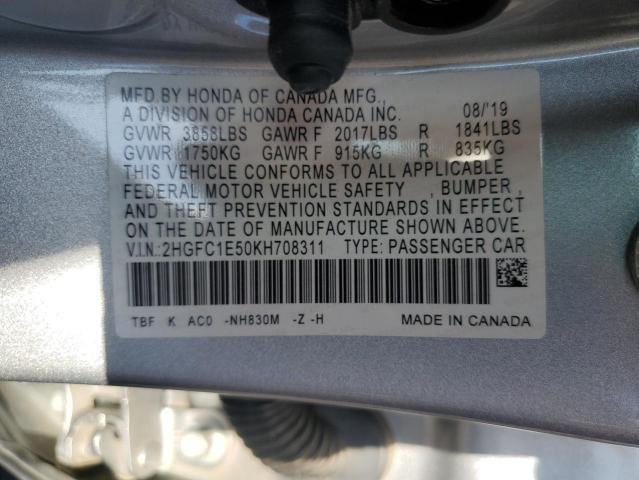 MFD.BY HONDA OF CANADA MFG.,
A DIVISION OF HONDA CANADA INC. 08/'19
GVWR 3858LBS GAWR F 2017LBS R 1841LBS
GVWR 1750KG GAWR F 915KG R 835KG
THIS VEHICLE CONFORMS TO ALL APPLICABLE
FEDERAL MOTOR VEHICLE SAFETY , BUMPER ,
AND THEFT PREVENTION STANDARDS IN EFFECT
ON THE DATE OF MANUFACTURE SHOWN ABOVE.
V.I.N.:2HGFC1E50KH708311 TYPE: PASSENGER CAR
TBF K AC0 -NH830M -Z -H MADE IN CANADA